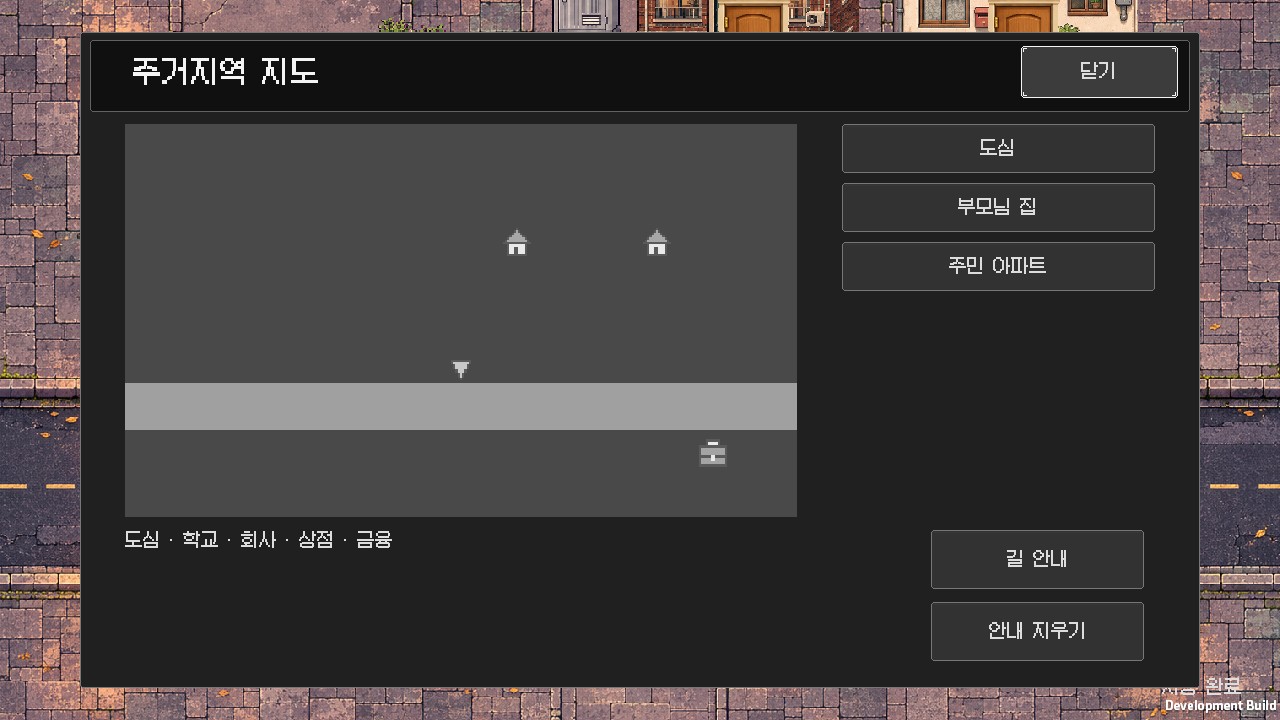 주거지역 지도
닫기
도심
부모님 집
주민 아파트
도심 · 학교 · 회사 · 상점 · 금융
길 안내
안내 지우기
완료
Development Build